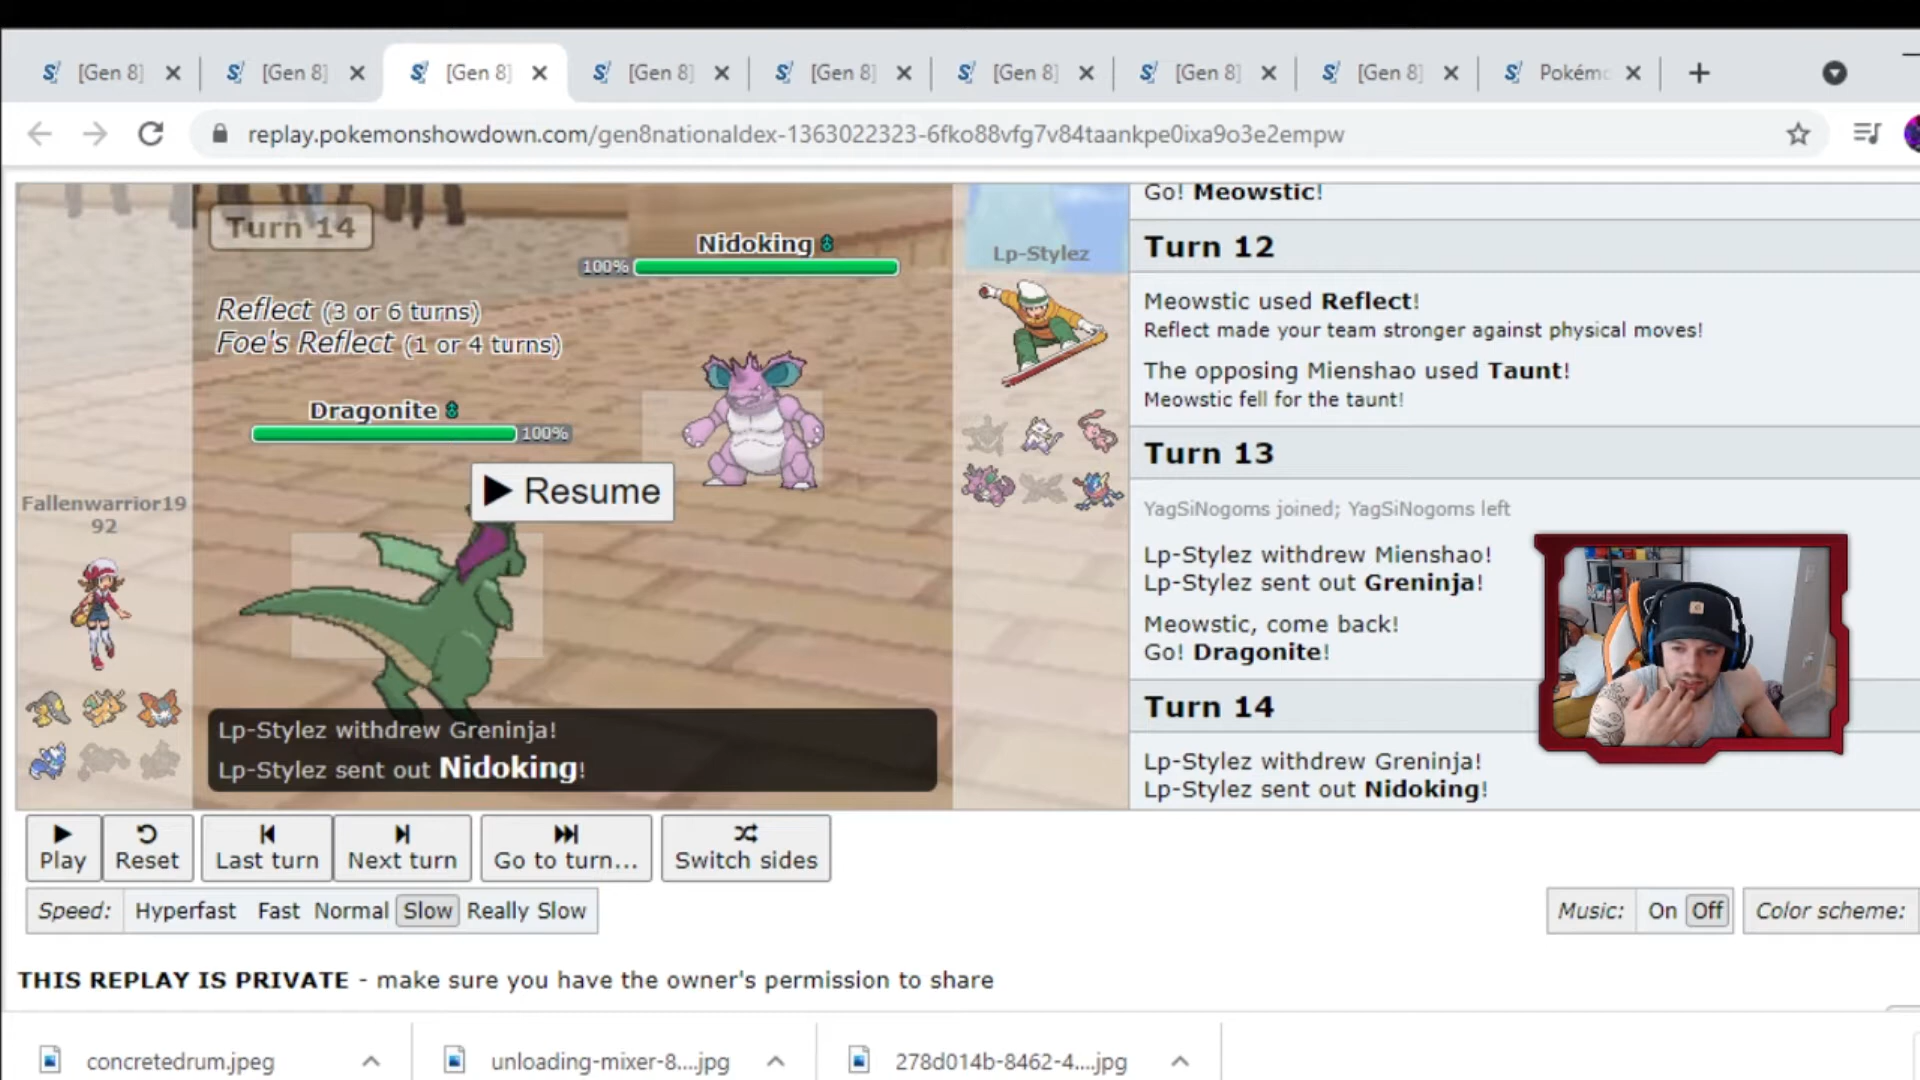 [Gen 8] [Gen 8] [Gen 8] [Gen 8] [Gen 8] [Gen 8] [Gen 8] [Gen 8] Pokémo
replay.pokemonshowdown.com/gen8nationaldex-1363022323-6fko88vfg7v84taankpe0ixa9o3e2empw
Turn 14
Nidoking
100%
Reflect (3 or 6 turns)
Foe's Reflect (1 or 4 turns)
Dragonite
100%
Resume
Fallenwarrior19
92
Lp-Stylez
Lp-Stylez withdrew Greninja!
Lp-Stylez sent out Nidoking!
Go! Meowstic!
Turn 12
Meowstic used Reflect!
Reflect made your team stronger against physical moves!
The opposing Mienshao used Taunt!
Meowstic fell for the taunt!
Turn 13
YagSiNogoms joined; YagSiNogoms left
Lp-Stylez withdrew Mienshao!
Lp-Stylez sent out Greninja!
Meowstic, come back!
Go! Dragonite!
Turn 14
Lp-Stylez withdrew Greninja!
Lp-Stylez sent out Nidoking!
Play Reset Last turn Next turn Go to turn... Switch sides
Speed: Hyperfast Fast Normal Slow Really Slow
Music: On Off Color scheme:
THIS REPLAY IS PRIVATE - make sure you have the owner's permission to share
concretedrum.jpeg unloading-mixer-8....jpg 278d014b-8462-4....jpg